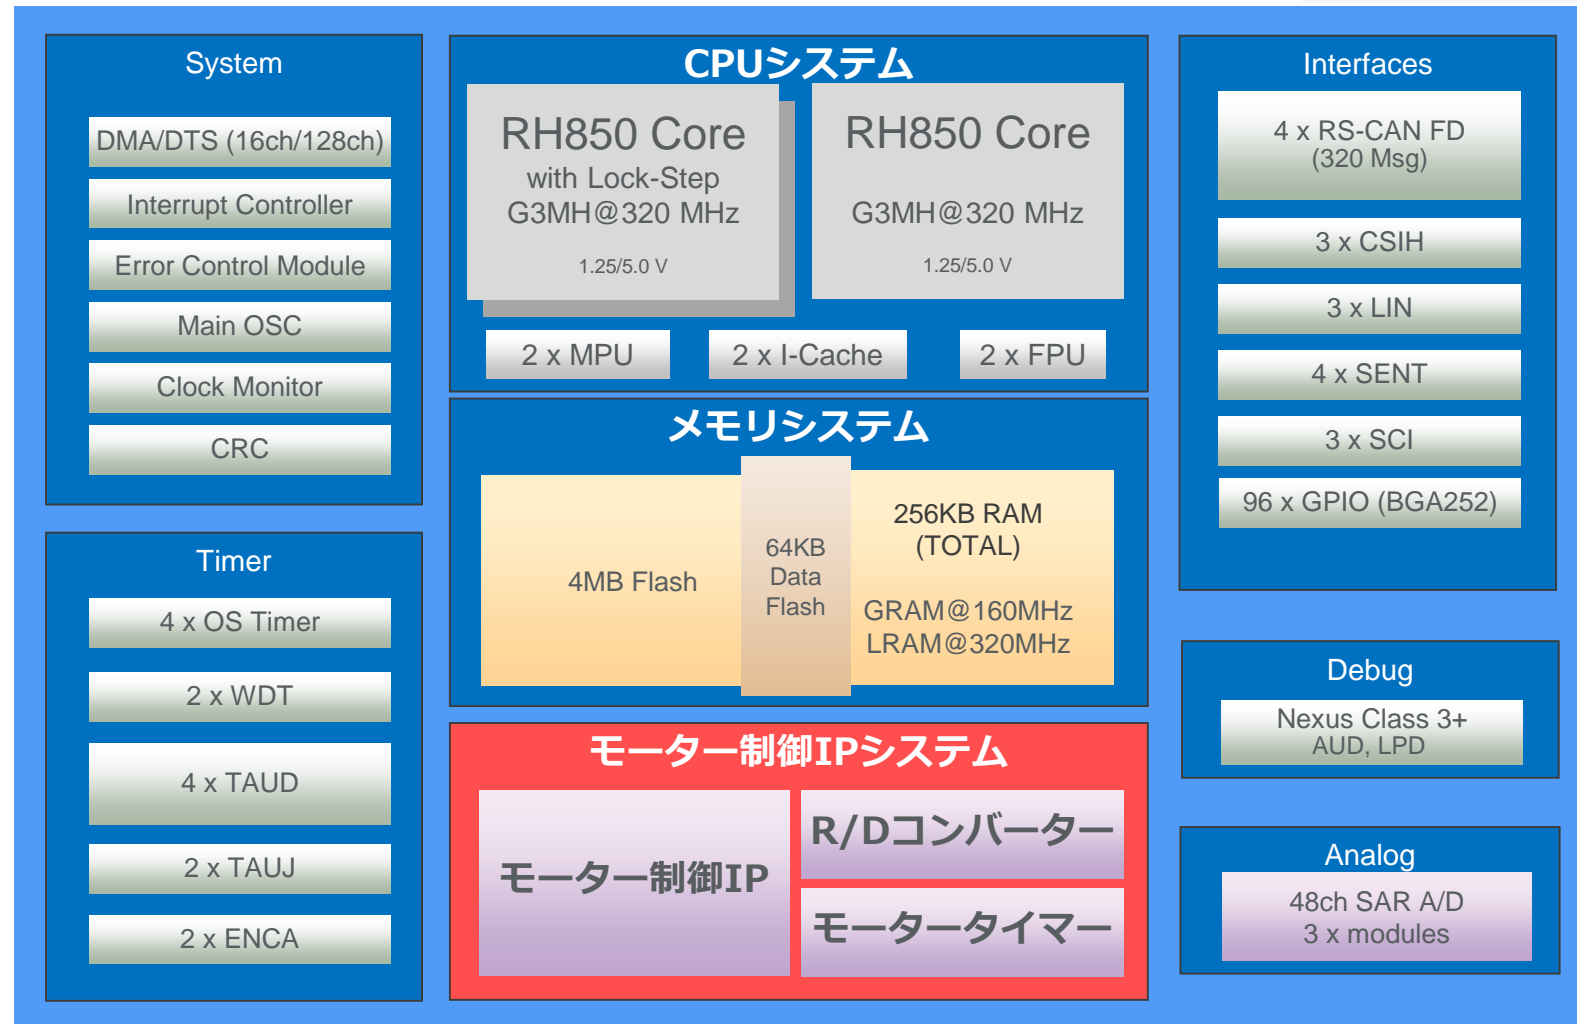 System
DMA/DTS (16ch/128ch)
Interrupt Controller
Error Control Module
Main OSC
Clock Monitor
CRC
Timer
4 x OS Timer
2 x WDT
4 x TAUD
2 x TAUJ
2 x ENCA
CPUシステム
RH850 Core
with Lock-Step
G3MH@320 MHz
1.25/5.0 V
RH850 Core
G3MH@320 MHz
1.25/5.0 V
2 x MPU
2 x I-Cache
2 x FPU
メモリシステム
4MB Flash
64KB
Data
Flash
256KB RAM
(TOTAL)
GRAM@160MHz
LRAM@320MHz
モーター制御IPシステム
モーター制御IP
R/Dコンバーター
モータータイマー
Interfaces
4 x RS-CAN FD
(320 Msg)
3 x CSIH
3 x LIN
4 x SENT
3 x SCI
96 x GPIO (BGA252)
Debug
Nexus Class 3+
AUD, LPD
Analog
48ch SAR A/D
3 x modules